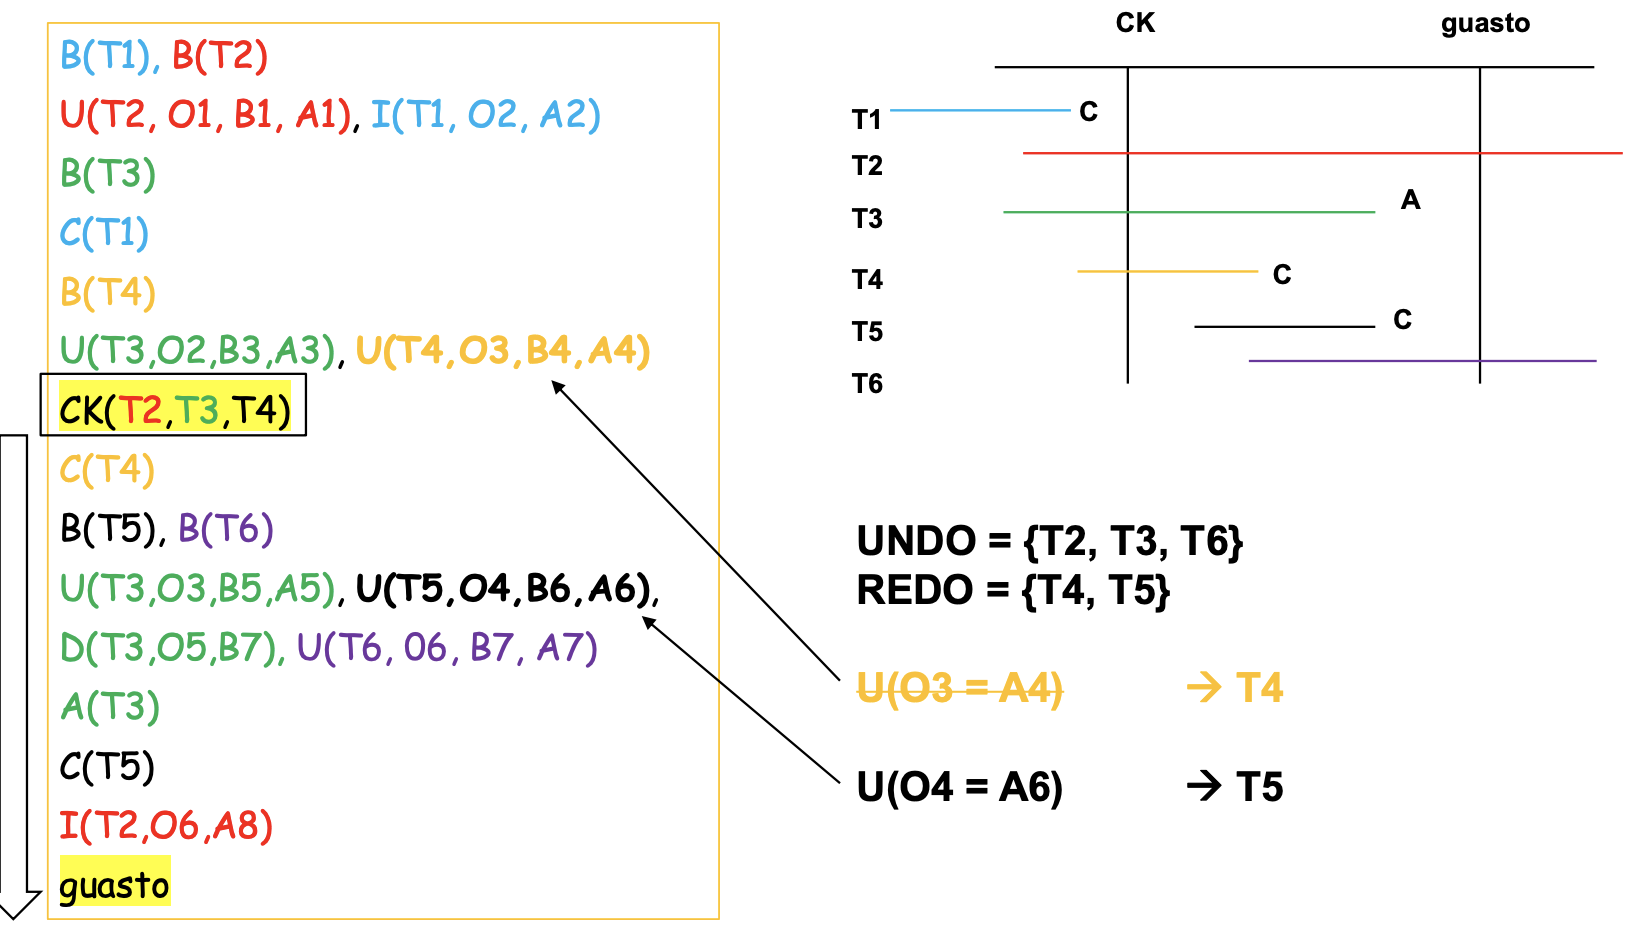 B(T1), B(T2)
U(T2, O1, B1, A1), I(T1, O2, A2)
B(T3)
C(T1)
B(T4)
U(T3,O2,B3,A3), U(T4,O3,B4,A4)
CK(T2,T3,T4)
C(T4)
B(T5), B(T6)
U(T3,O3,B5,A5), U(T5,O4,B6,A6),
D(T3,O5,B7), U(T6, 06, B7, A7)
A(T3)
C(T5)
I(T2,O6,A8)
guasto
CK guasto
T1 C
T2
T3 A
T4 C
T5 C
T6
UNDO = {T2, T3, T6}
REDO = {T4, T5}
U(O3 = A4) → T4
U(O4 = A6) → T5